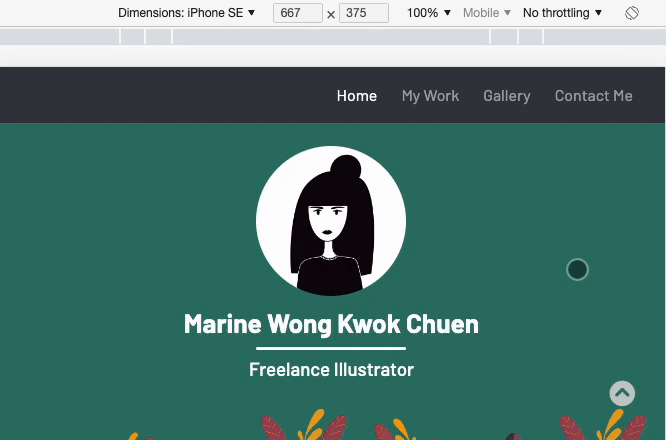 Dimensions: iPhone SE ▼ 667 × 375 100% ▼ Mobile ▼ No throttling ▼
Home My Work Gallery Contact Me
Marine Wong Kwok Chuen
Freelance Illustrator